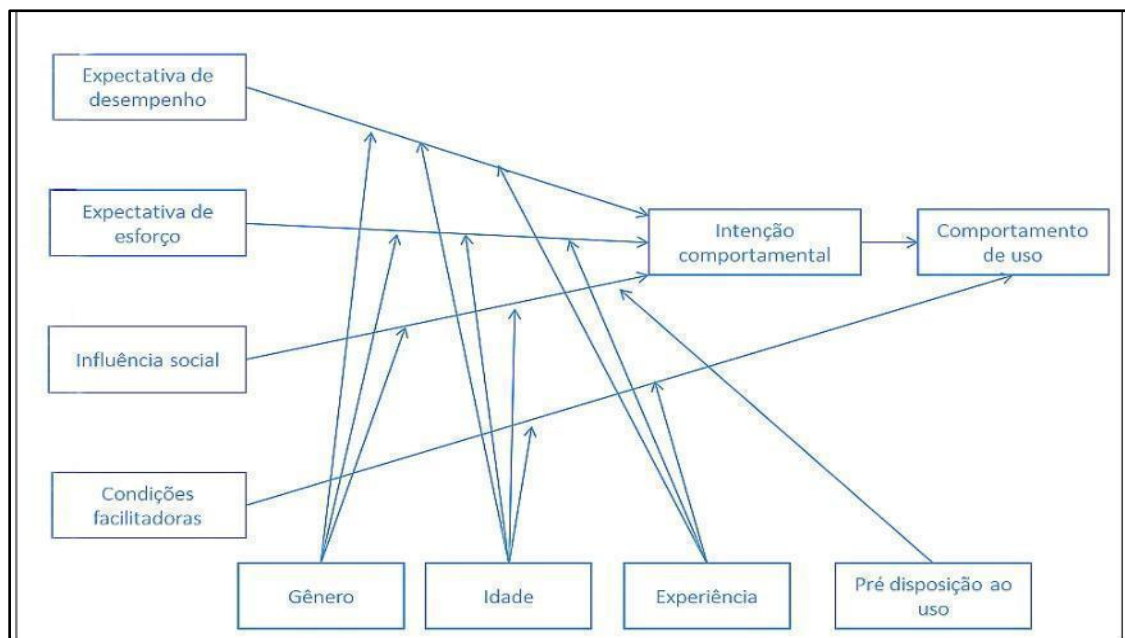 Expectativa de
desempenho
Expectativa de
esforço
Intenção
comportamental
Comportamento
de uso
Influência social
Condições
facilitadoras
Gênero
Idade
Experiência
Pré disposição ao
uso